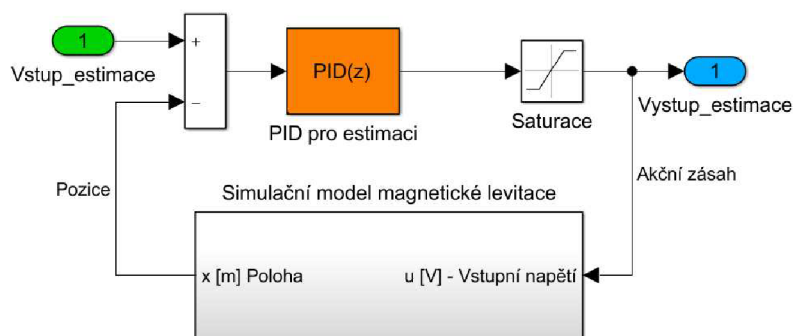 1
Vstup_estimace
+
−
PID(z)
PID pro estimaci
Saturace
1
Vystup_estimace
Pozice
Akční zásah
Simulační model magnetické levitace
x [m] Poloha
u [V] - Vstupní napětí